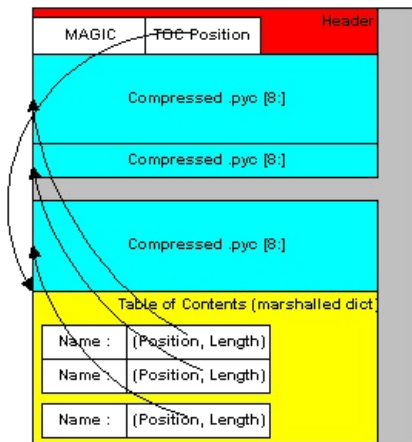 Header
MAGIC TOC Position
Compressed .pyc [8:]
Compressed .pyc [8:]
Compressed .pyc [8:]
Table of Contents (marshalled dict)
Name : (Position, Length)
Name : (Position, Length)
Name : (Position, Length)